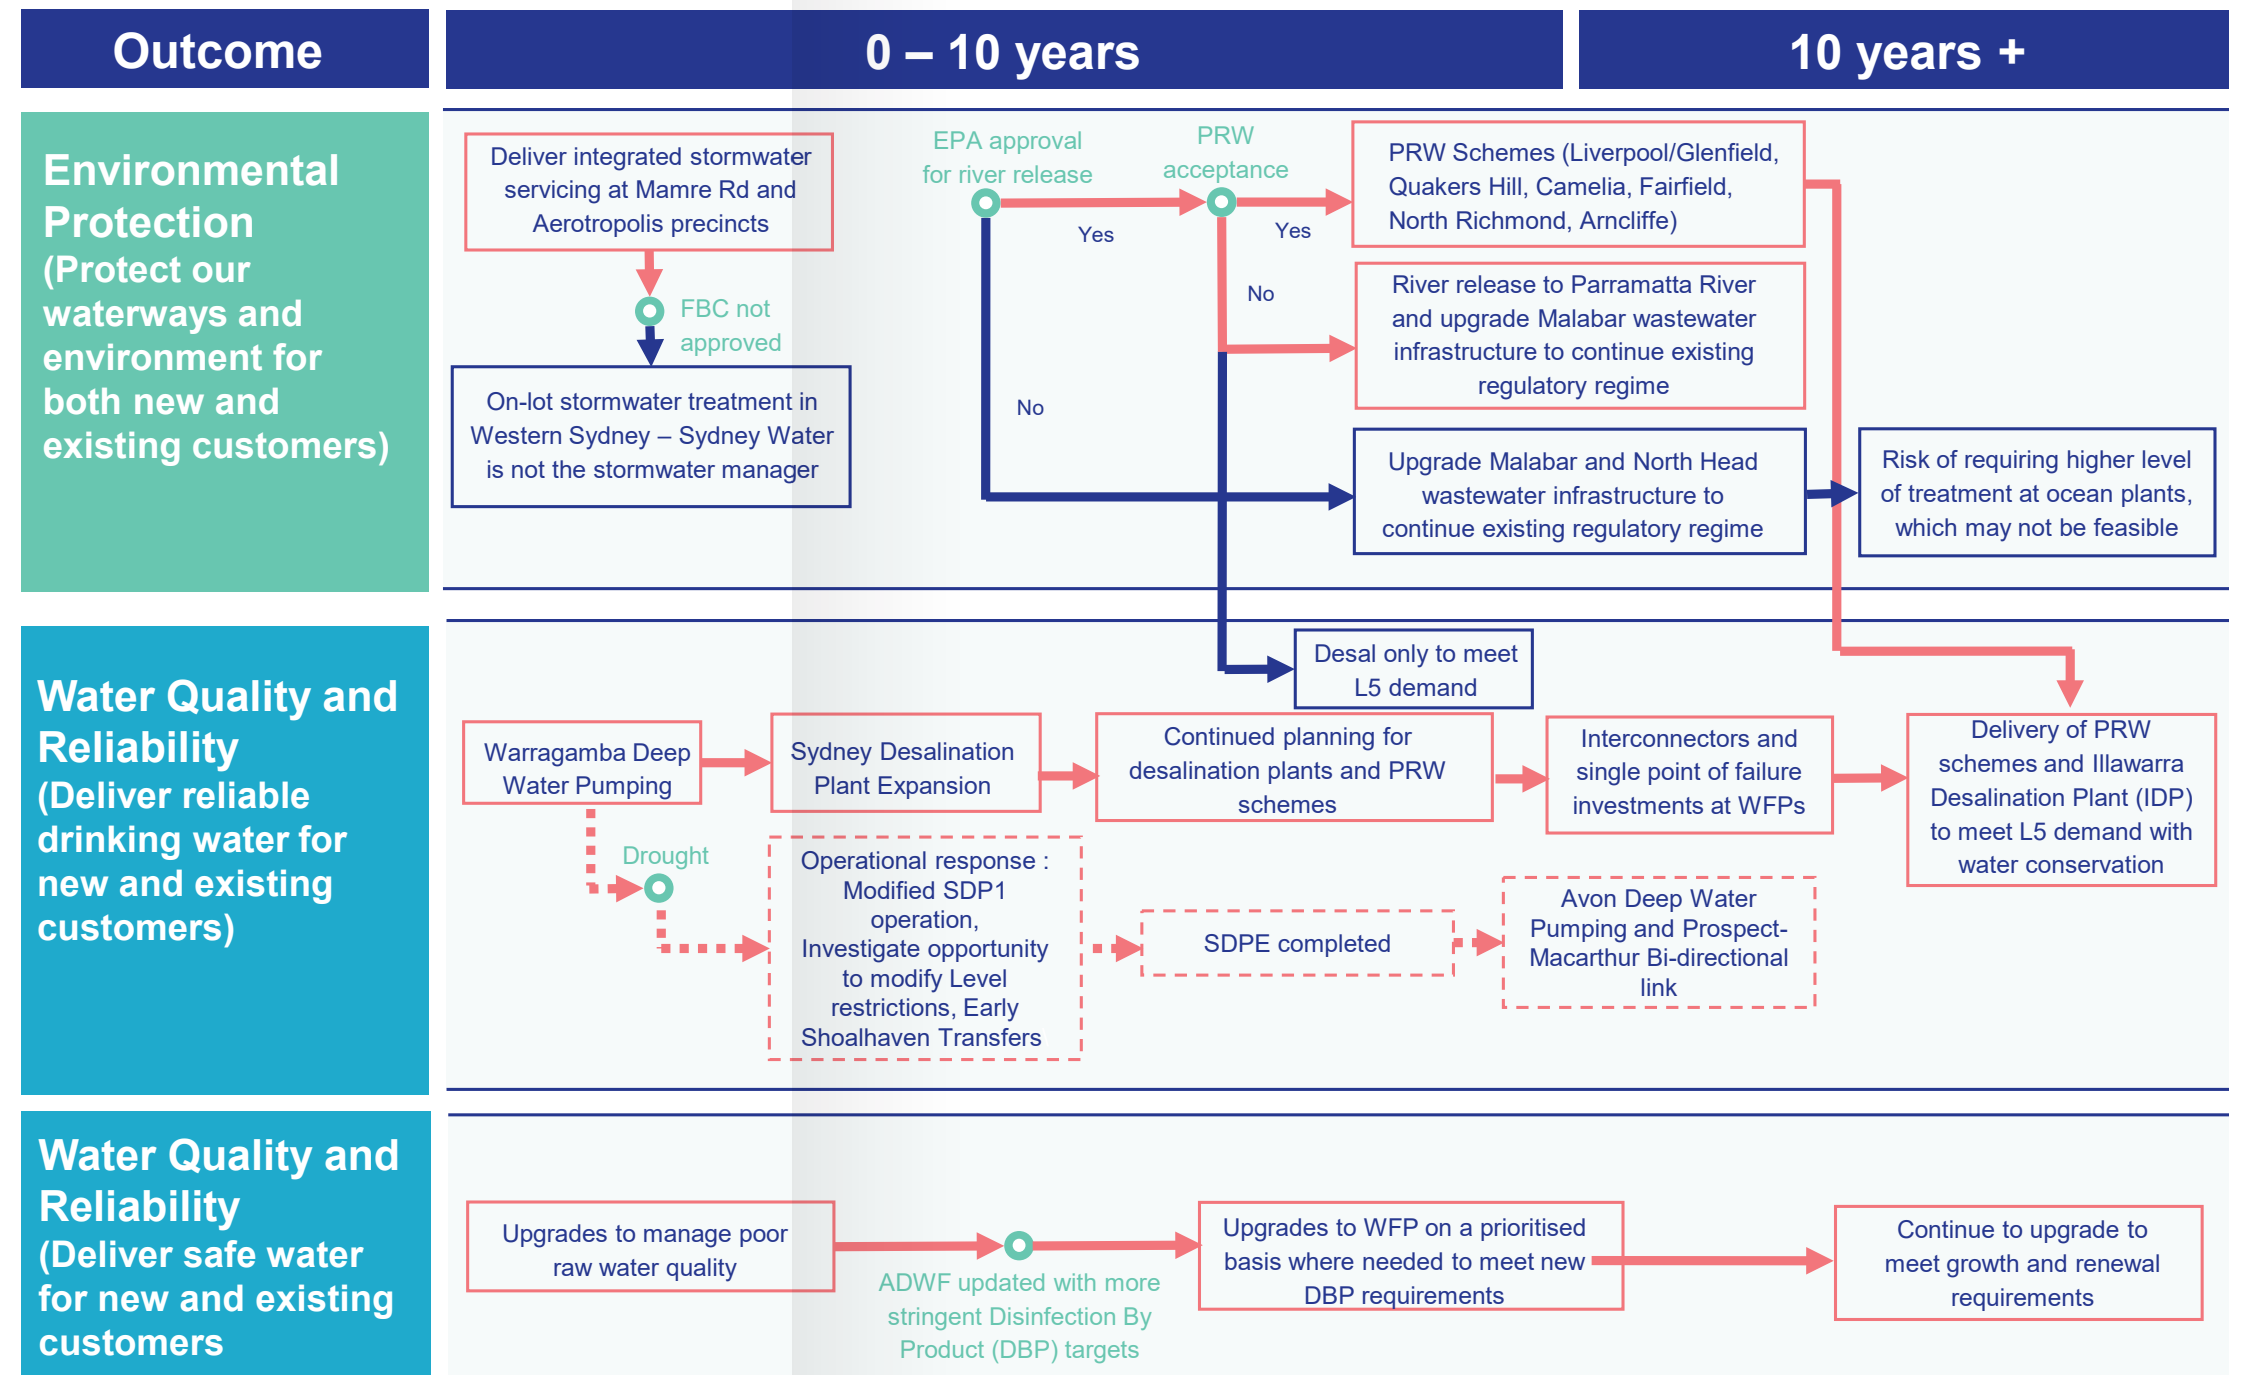 Outcome
0 – 10 years
10 years +
Environmental
Protection
(Protect our
waterways and
environment for
both new and
existing customers)
Deliver integrated stormwater
servicing at Mamre Rd and
Aerotropolis precincts
FBC not
approved
On-lot stormwater treatment in
Western Sydney – Sydney Water
is not the stormwater manager
EPA approval
for river release
Yes
No
PRW
acceptance
Yes
No
PRW Schemes (Liverpool/Glenfield,
Quakers Hill, Camelia, Fairfield,
North Richmond, Arncliffe)
River release to Parramatta River
and upgrade Malabar wastewater
infrastructure to continue existing
regulatory regime
Upgrade Malabar and North Head
wastewater infrastructure to
continue existing regulatory regime
Risk of requiring higher level
of treatment at ocean plants,
which may not be feasible
Water Quality and
Reliability
(Deliver reliable
drinking water for
new and existing
customers)
Desal only to meet
L5 demand
Warragamba Deep
Water Pumping
Sydney Desalination
Plant Expansion
Continued planning for
desalination plants and PRW
schemes
Interconnectors and
single point of failure
investments at WFPs
Delivery of PRW
schemes and Illawarra
Desalination Plant (IDP)
to meet L5 demand with
water conservation
Drought
Operational response :
Modified SDP1
operation,
Investigate opportunity
to modify Level
restrictions, Early
Shoalhaven Transfers
SDPE completed
Avon Deep Water
Pumping and Prospect-
Macarthur Bi-directional
link
Water Quality and
Reliability
(Deliver safe water
for new and existing
customers
Upgrades to manage poor
raw water quality
ADWF updated with more
stringent Disinfection By
Product (DBP) targets
Upgrades to WFP on a prioritised
basis where needed to meet new
DBP requirements
Continue to upgrade to
meet growth and renewal
requirements